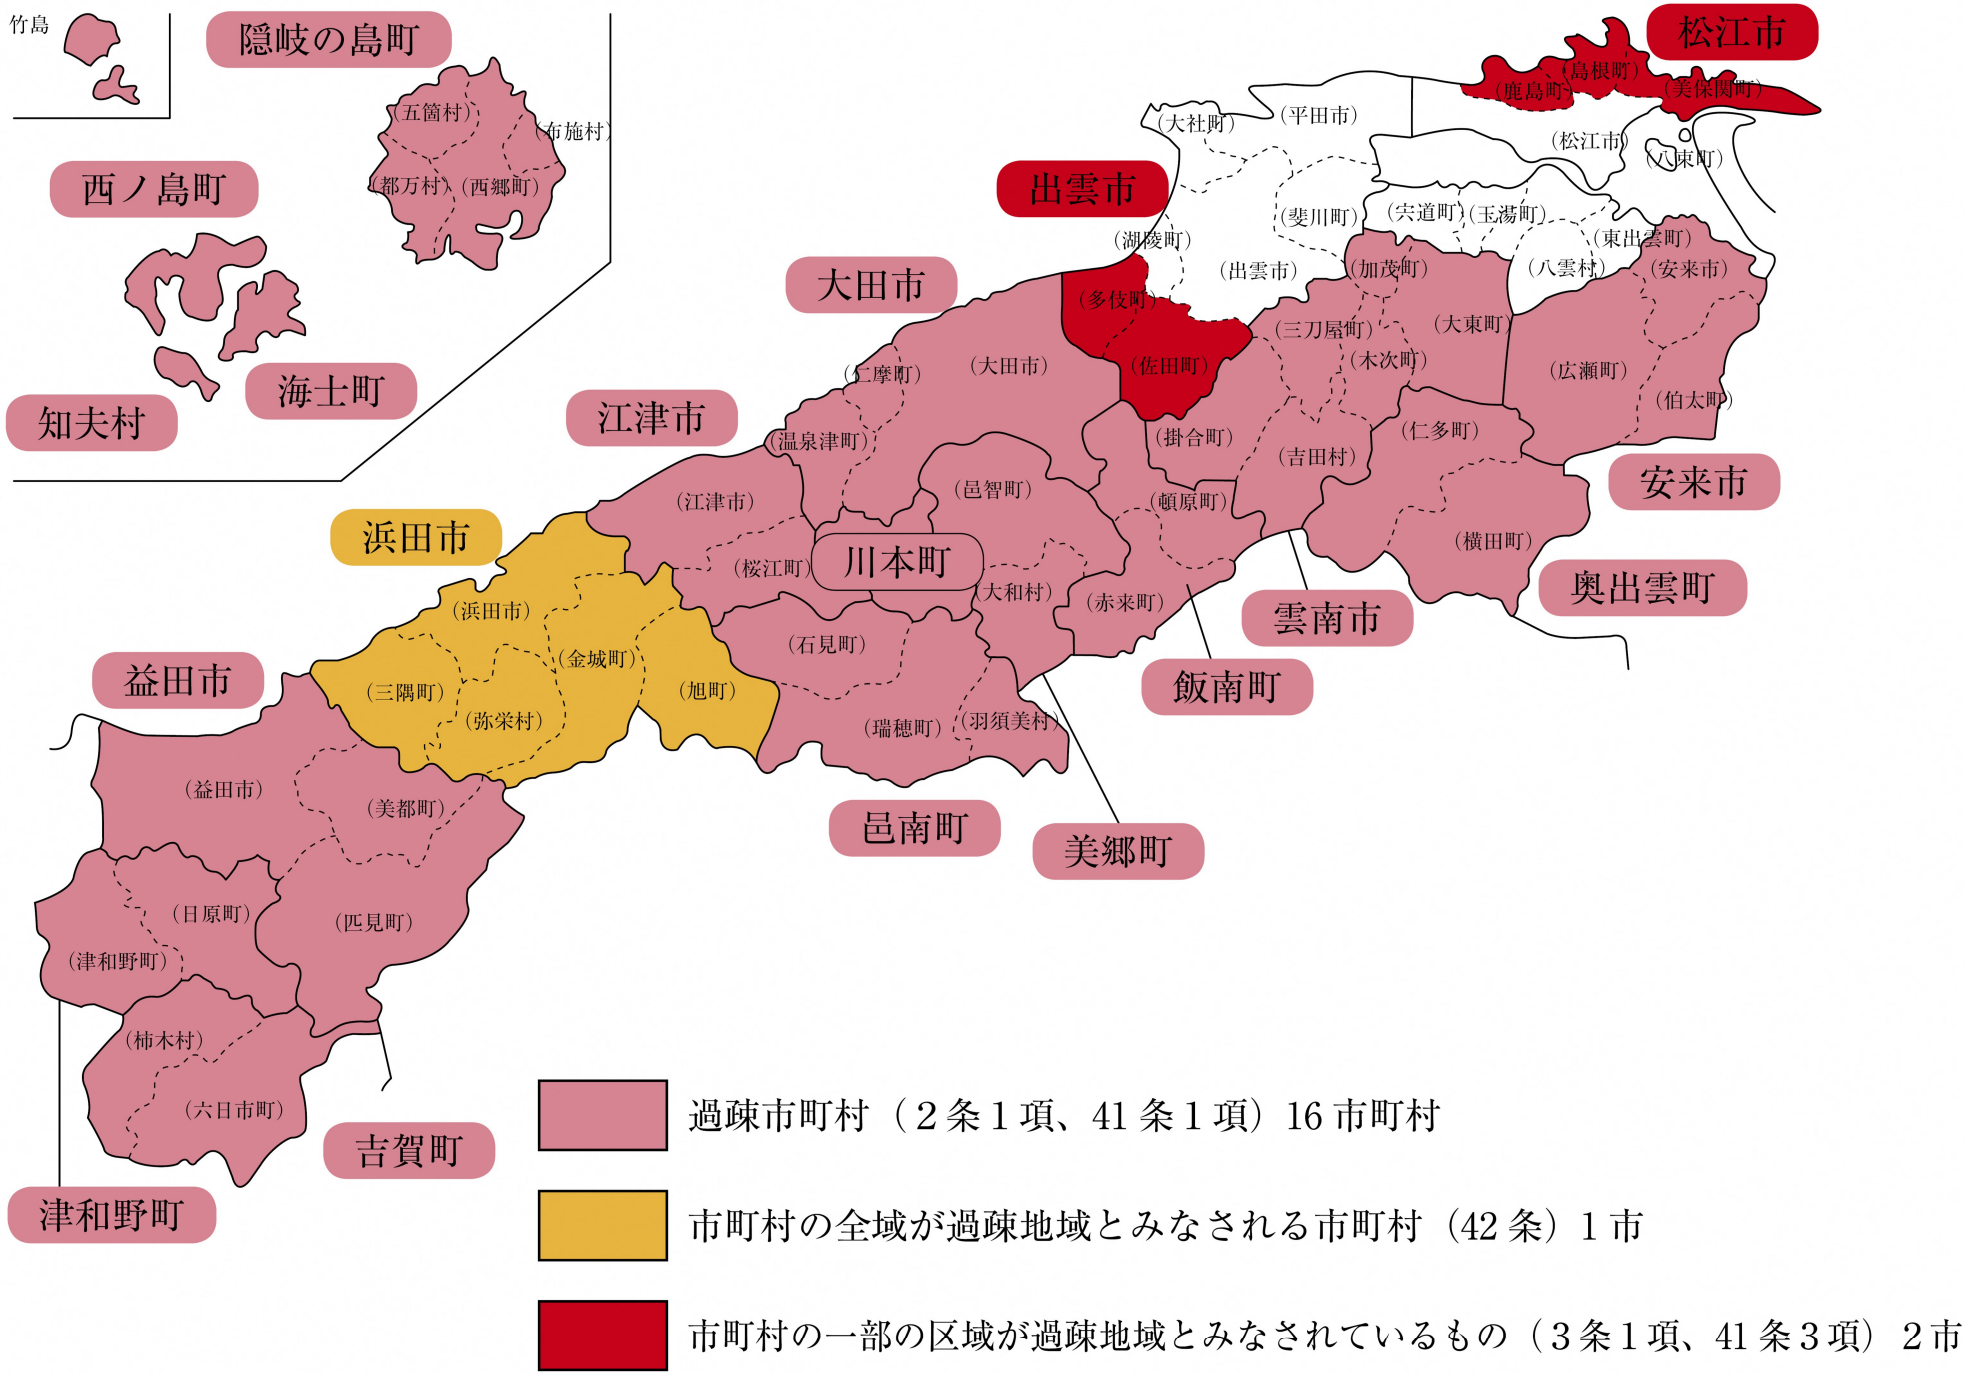 竹島
隠岐の島町
（五箇村）
（布施村）
（都万村）
（西郷町）
西ノ島町
海士町
知夫村
松江市
（島根町）
（鹿島町）
（美保関町）
（平田市）
（大社町）
（松江市）
（八束町）
出雲市
（斐川町）
（宍道町）
（玉湯町）
（湖陵町）
（東出雲町）
（出雲市）
（八雲村）
（加茂町）
（安来市）
大田市
（多伎町）
（三刀屋町）
（大東町）
（木次町）
（佐田町）
（大田市）
（仁摩町）
（広瀬町）
（伯太町）
江津市
（温泉津町）
（掛合町）
（仁多町）
（吉田村）
安来市
（邑智町）
（江津市）
（頓原町）
（横田町）
浜田市
川本町
（桜江町）
（大和村）
（赤来町）
奥出雲町
雲南市
（浜田市）
（石見町）
（金城町）
飯南町
益田市
（三隅町）
（旭町）
（弥栄村）
（瑞穂町）
（羽須美村）
（益田市）
（美都町）
邑南町
美郷町
（日原町）
（匹見町）
（津和野町）
（柿木村）
（六日市町）
吉賀町
津和野町
過疎市町村（２条１項、41条１項）16市町村
市町村の全域が過疎地域とみなされる市町村（42条）１市
市町村の一部の区域が過疎地域とみなされているもの（３条１項、41条３項）２市